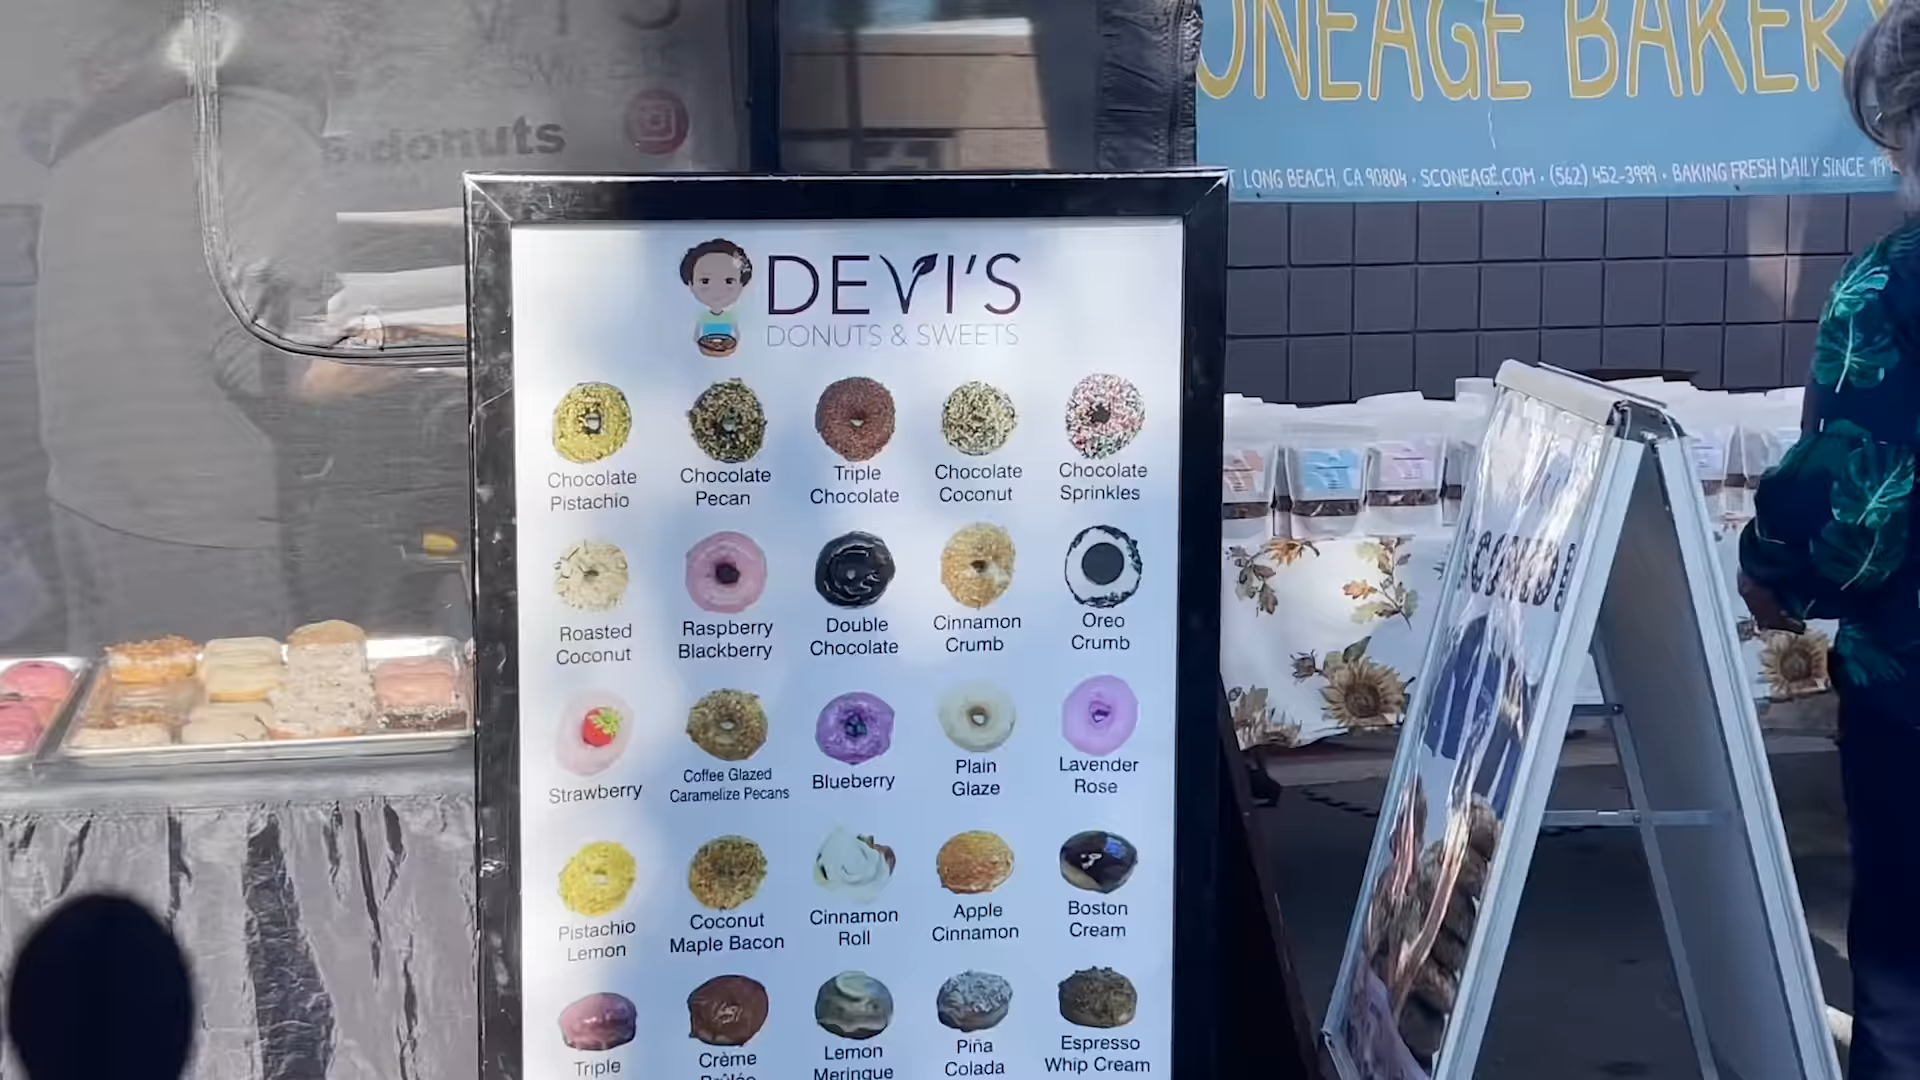 s.donuts
ONEAGE BAKERY
LONG BEACH, CA 90804 • SCONEAGE.COM • (562) 452-3999 • BAKING FRESH DAILY SINCE
DEVI'S
DONUTS & SWEETS
Chocolate
Pistachio
Chocolate
Pecan
Triple
Chocolate
Chocolate
Coconut
Chocolate
Sprinkles
Roasted
Coconut
Raspberry
Blackberry
Double
Chocolate
Cinnamon
Crumb
Oreo
Crumb
Strawberry
Coffee Glazed
Caramelize Pecans
Blueberry
Plain
Glaze
Lavender
Rose
Pistachio
Lemon
Coconut
Maple Bacon
Cinnamon
Roll
Apple
Cinnamon
Boston
Cream
Triple
Crème
Brûlée
Lemon
Meringue
Piña
Colada
Espresso
Whip Cream